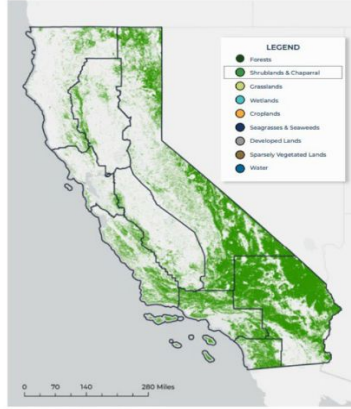 LEGEND
Forests
Shrublands & Chaparral
Grasslands
Wetlands
Croplands
Seagrasses & Seaweeds
Developed Lands
Sparsely Vegetated Lands
Water
0 70 140 280 Miles